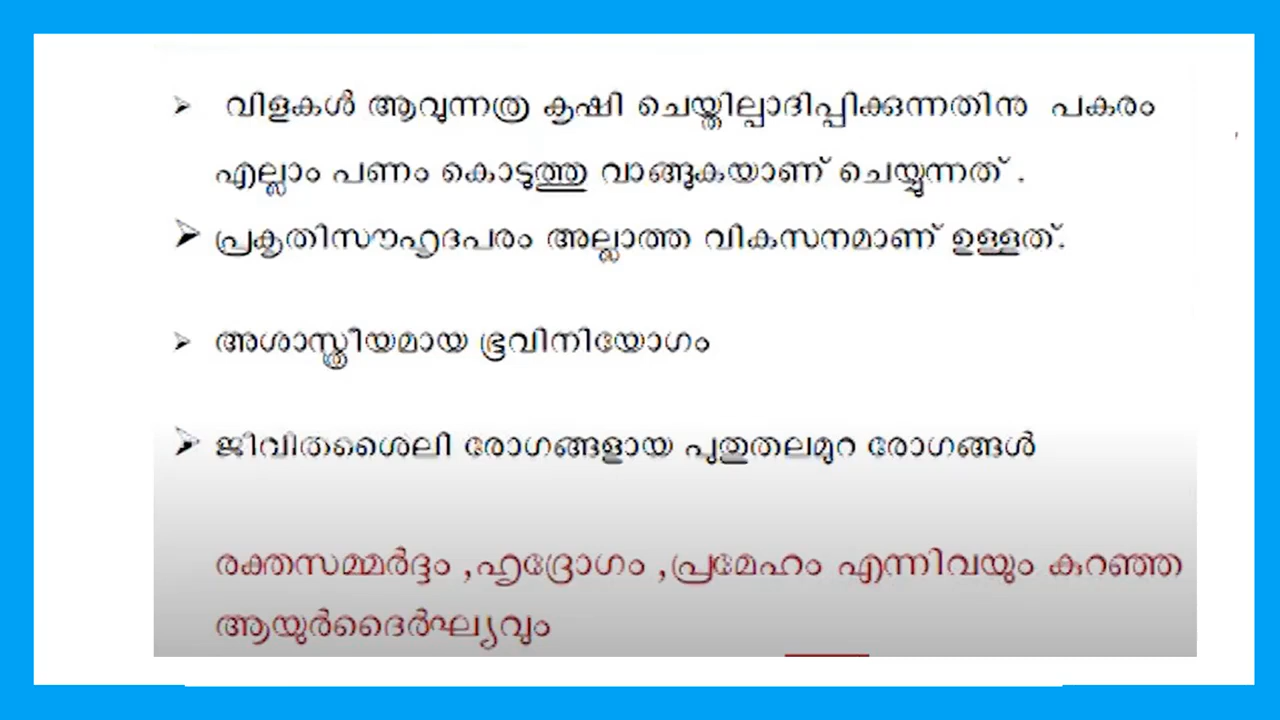 ➢ വിളകൾ ആവുന്നത്ര കൃഷി ചെയ്തില്പാദിപ്പിക്കുന്നതിനു പകരം
എല്ലാം പണം കൊടുത്തു വാങ്ങുകയാണ് ചെയ്യുന്നത് .
➢ പ്രകൃതിസൗഹൃദപരം അല്ലാത്ത വികസനമാണ് ഉള്ളത്.
➢ അശാസ്ത്രീയമായ ഭൂവിനിയോഗം
➢ ജീവിതശൈലി രോഗങ്ങളായ പുതുതലമുറ രോഗങ്ങൾ
രക്തസമ്മർദ്ദം ,ഹൃദ്രോഗം ,പ്രമേഹം എന്നിവയും കുറഞ്ഞ
ആയുർദൈർഘ്യവും